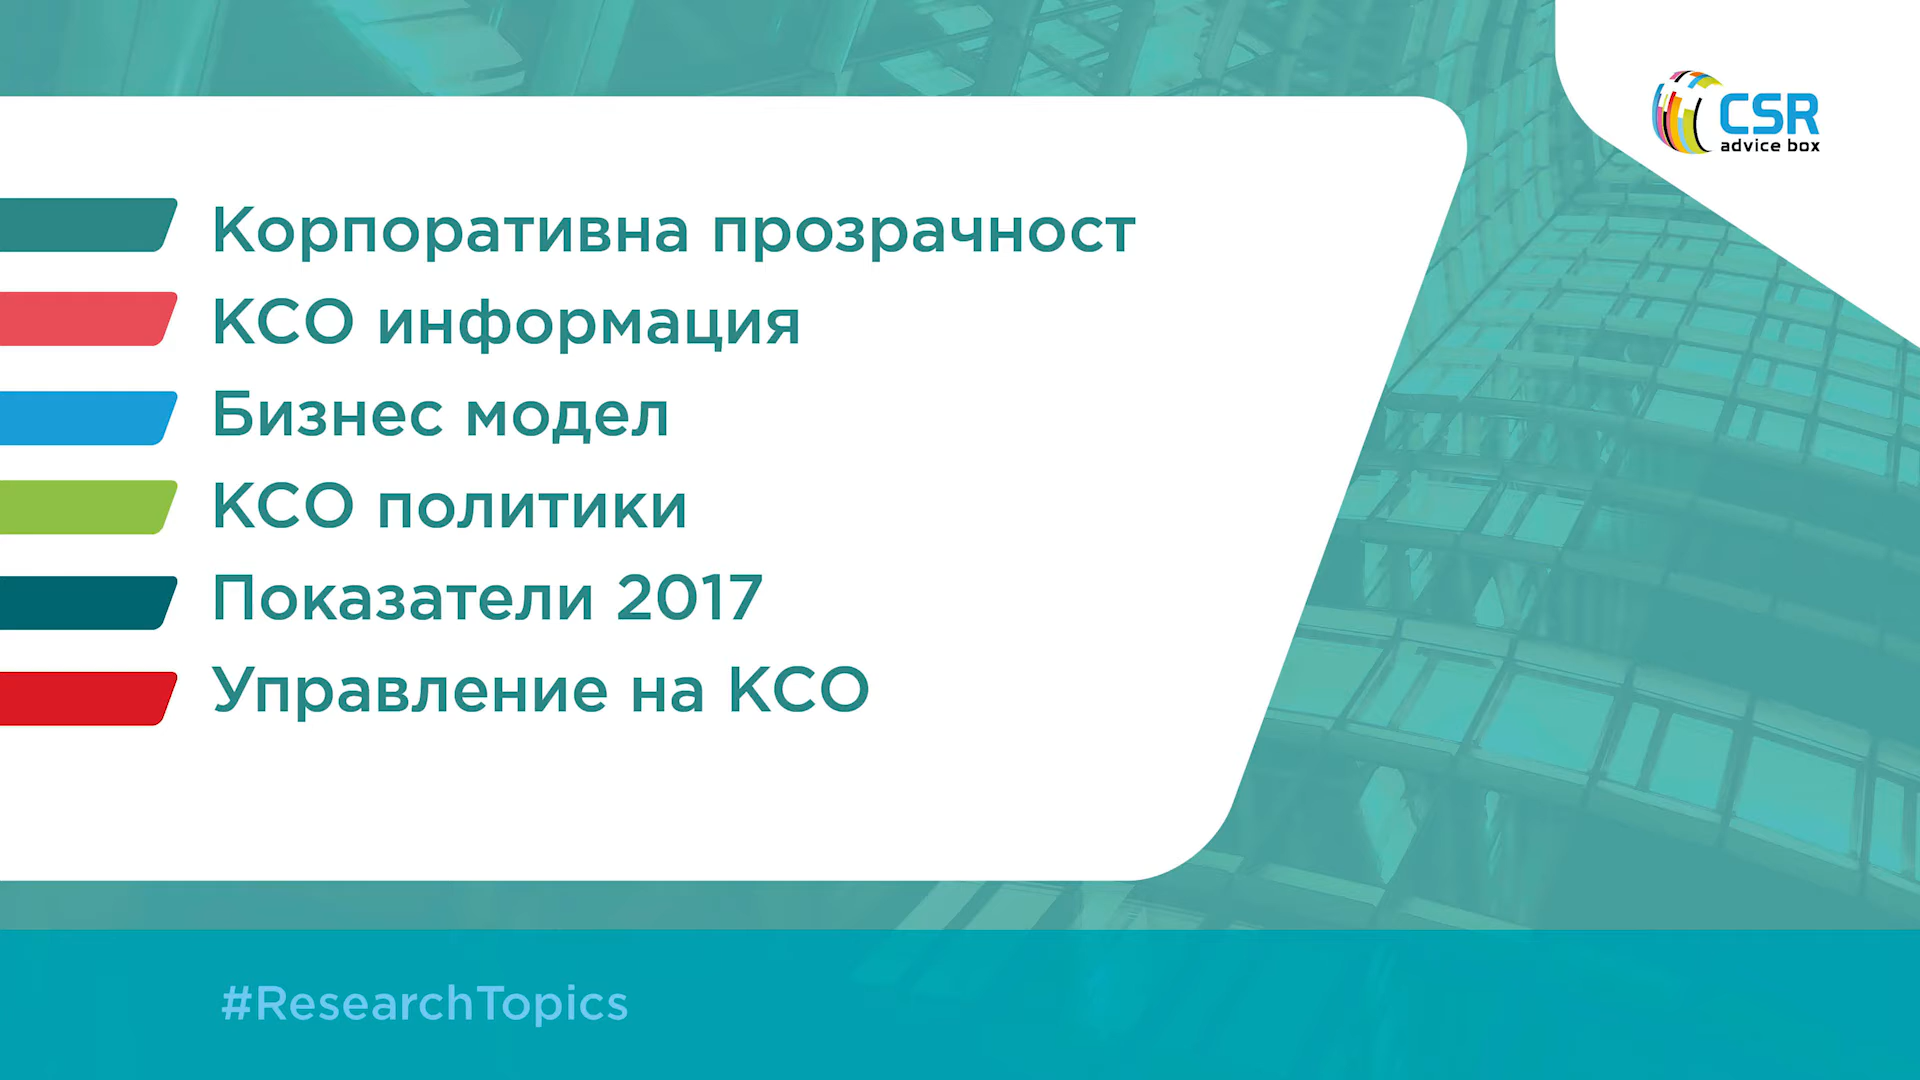 CSR
advice box
Корпоративна прозрачност
КСО информация
Бизнес модел
КСО политики
Показатели 2017
Управление на КСО
#ResearchTopics